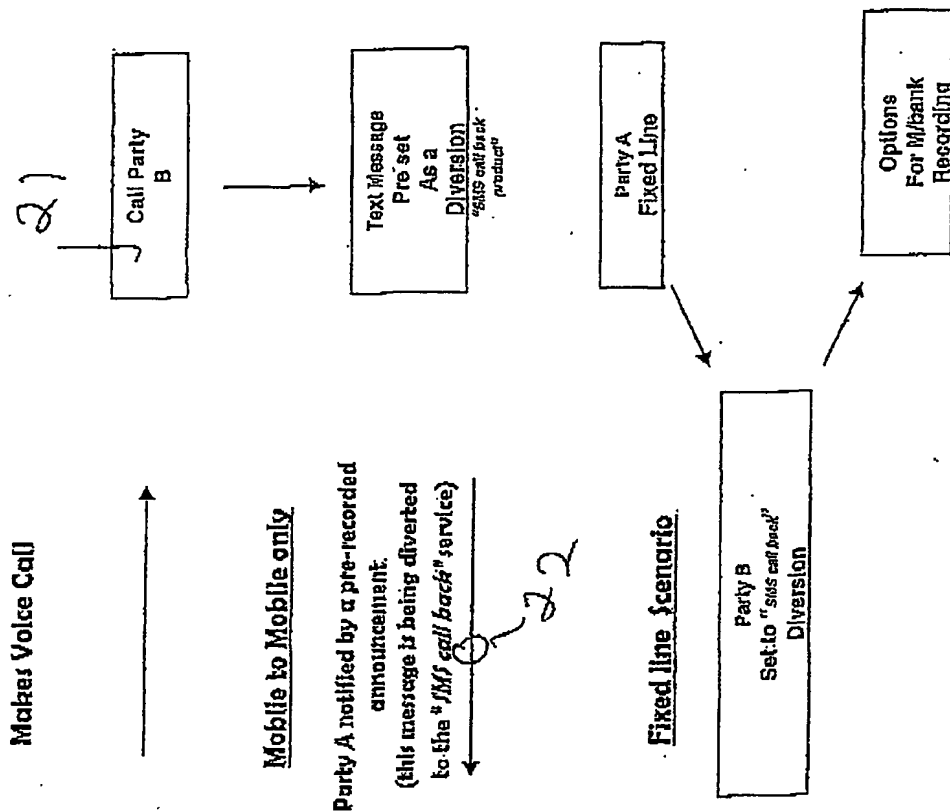 Makes Voice Call
21
Call Party
B
Mobile to Mobile only
Party A notified by a pre-recorded
announcement.
(this message is being diverted
to the "SMS call back" service)
22
Text Message
Pre set
As a
Diversion
"SMS call back
product"
Fixed line Scenario
Party A
Fixed Line
Party B
Set to "SMS call back"
Diversion
Options
For M/bank
Recording